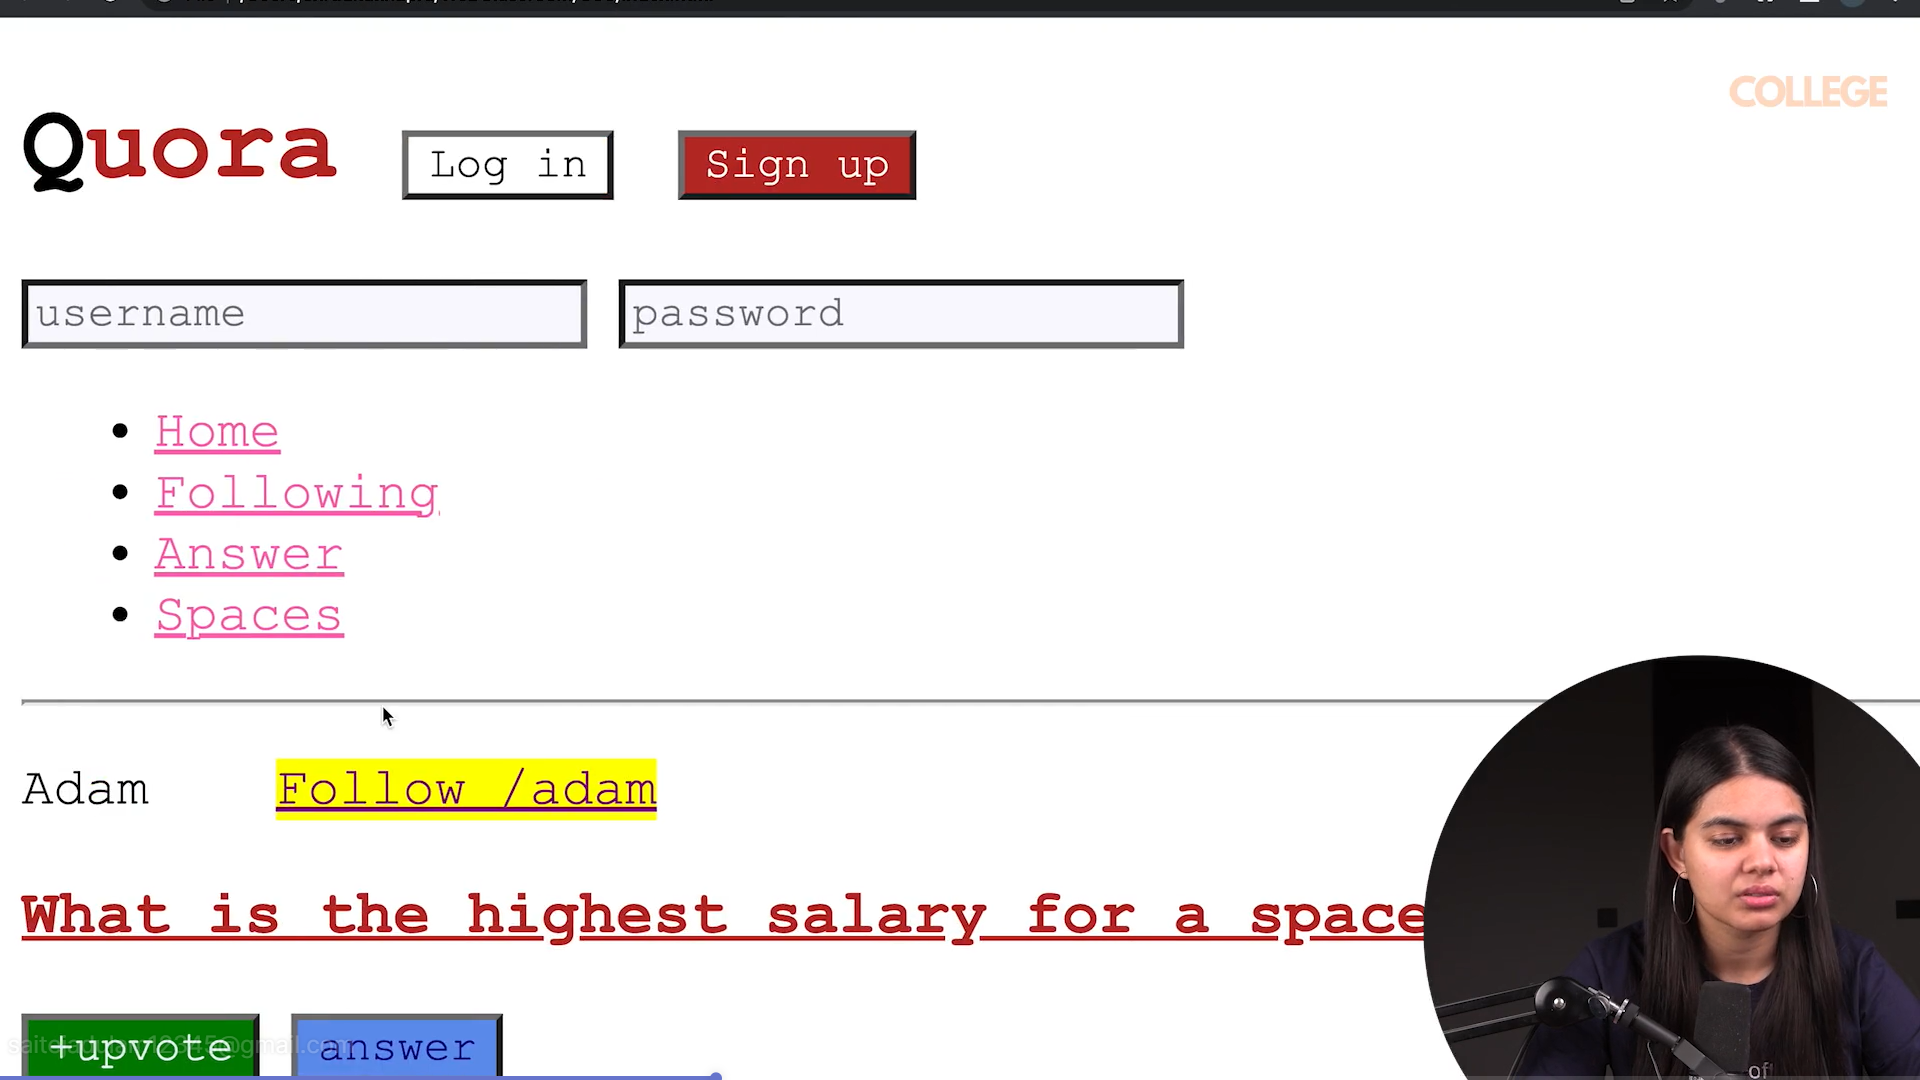 COLLEGE
Quora
Log in
Sign up
username
password
Home
Following
Answer
Spaces
Adam
Follow /adam
What is the highest salary for a space
+upvote
answer
of